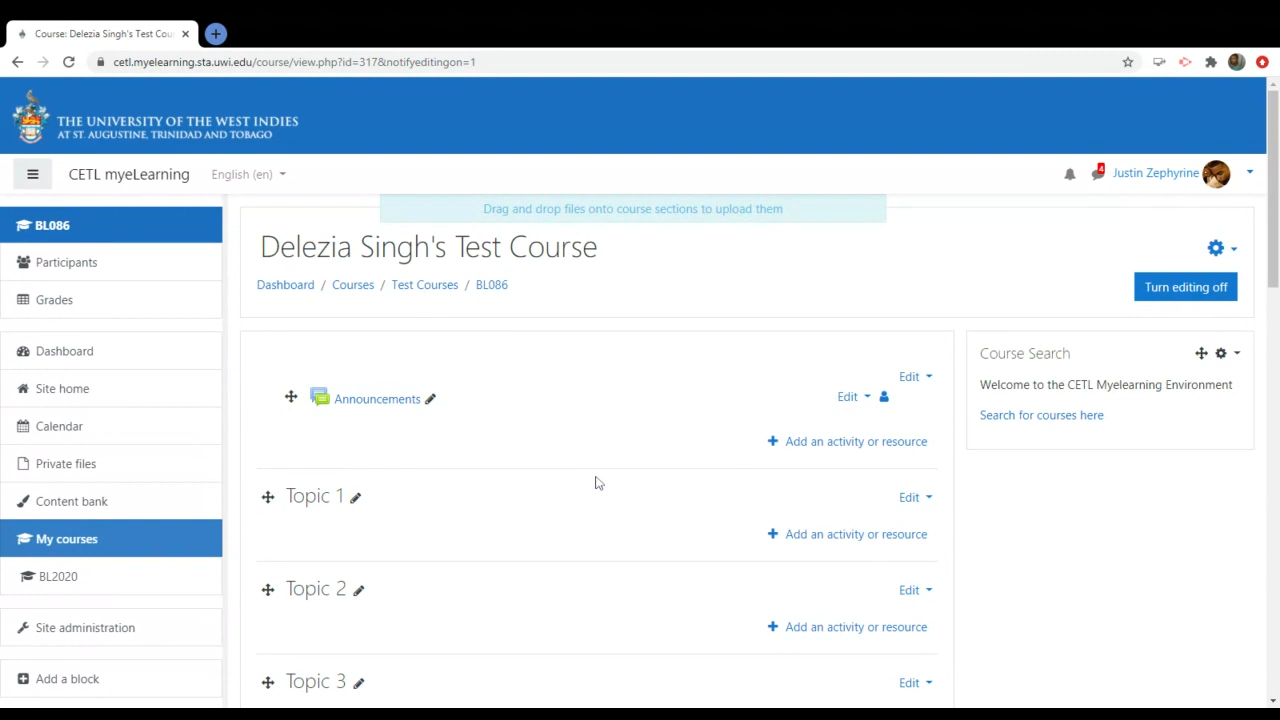 Course: Delezia Singh's Test Cou
cetl.myelearning.sta.uwi.edu/course/view.php?id=317&notifyeditingon=1
THE UNIVERSITY OF THE WEST INDIES
AT ST. AUGUSTINE, TRINIDAD AND TOBAGO
CETL myeLearning
English (en)
4
Justin Zephyrine
BL086
Participants
Grades
Dashboard
Site home
Calendar
Private files
Content bank
My courses
BL2020
Site administration
Add a block
Drag and drop files onto course sections to upload them
Delezia Singh's Test Course
Dashboard / Courses / Test Courses / BL086
Turn editing off
Edit
Announcements
Edit
Add an activity or resource
Topic 1
Edit
Add an activity or resource
Topic 2
Edit
Add an activity or resource
Topic 3
Edit
Course Search
Welcome to the CETL Myelearning Environment
Search for courses here